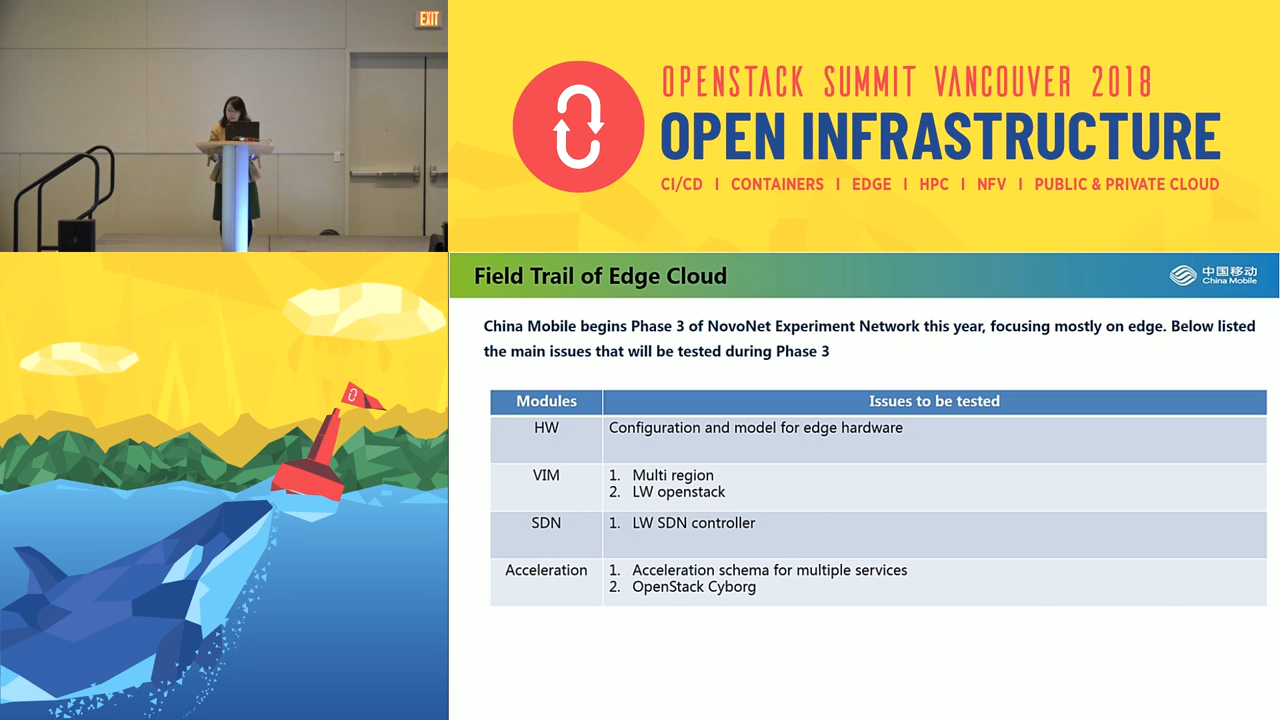 EXIT
OPENSTACK SUMMIT VANCOUVER 2018
OPEN INFRASTRUCTURE
CI/CD | CONTAINERS | EDGE | HPC | NFV | PUBLIC & PRIVATE CLOUD
Field Trail of Edge Cloud
中国移动
China Mobile
China Mobile begins Phase 3 of NovoNet Experiment Network this year, focusing mostly on edge. Below listed
the main issues that will be tested during Phase 3
Modules Issues to be tested
HW Configuration and model for edge hardware
VIM 1. Multi region
2. LW openstack
SDN 1. LW SDN controller
Acceleration 1. Acceleration schema for multiple services
2. OpenStack Cyborg